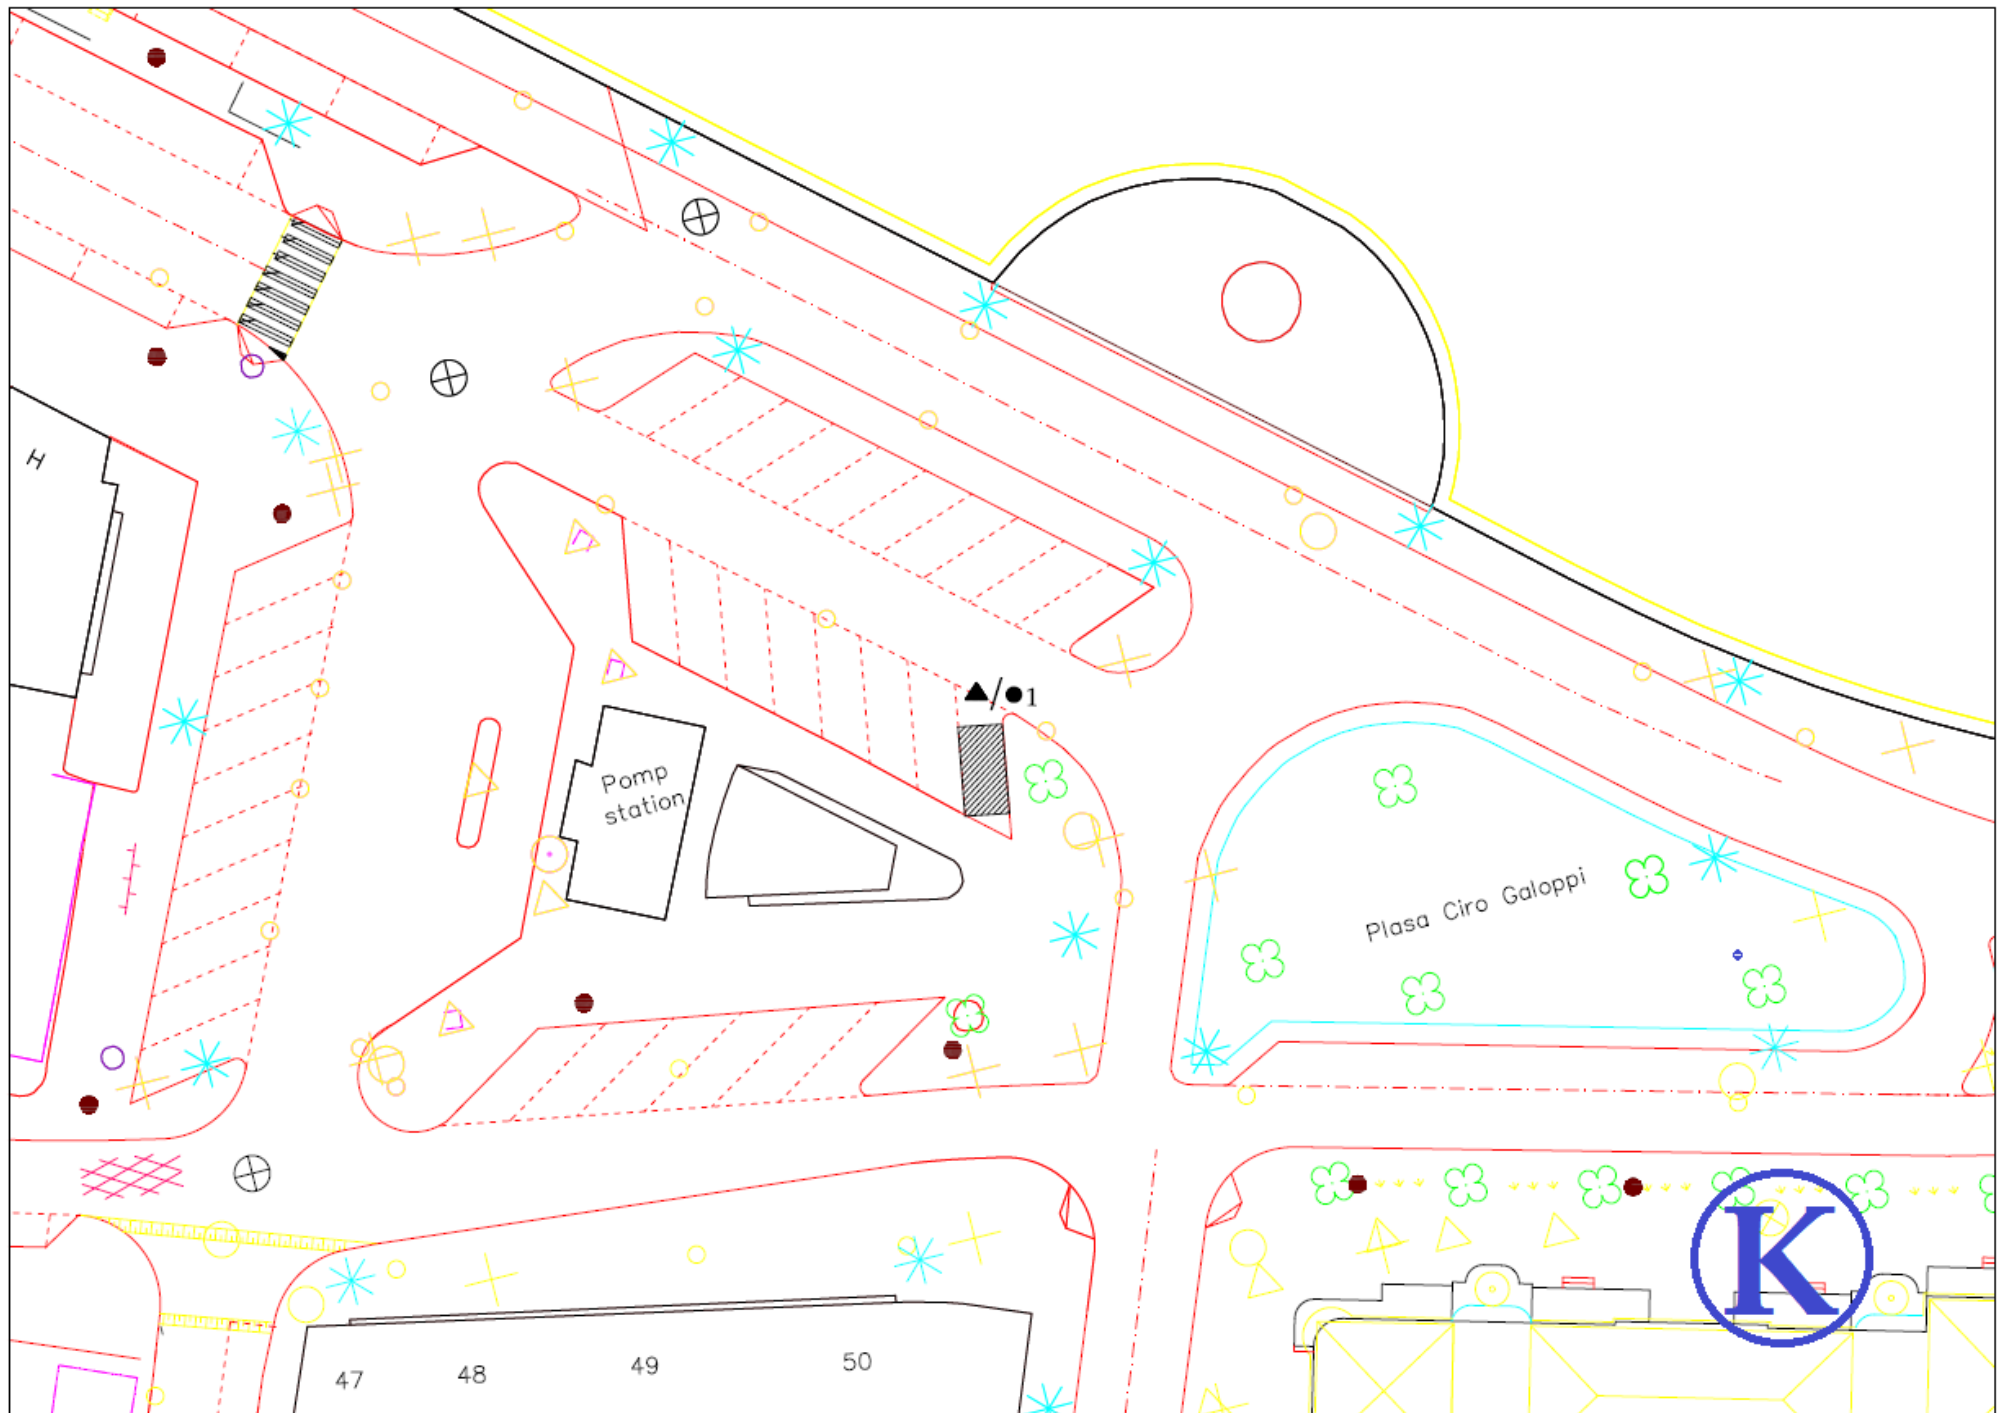 H
▲/●1
Pomp
station
Plasa Ciro Galoppi
K
47 48 49 50